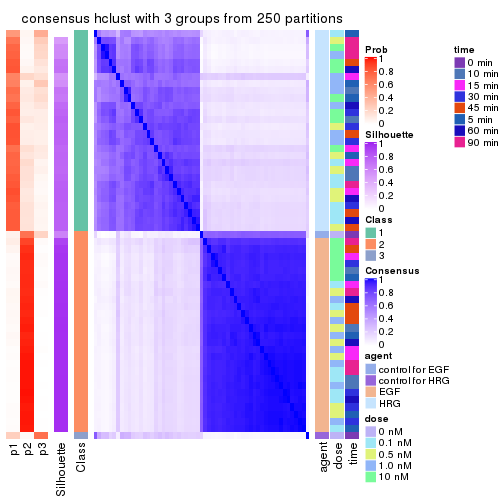 consensus hclust with 3 groups from 250 partitions
Prob
1
0.8
0.6
0.4
0.2
0
Silhouette
1
0.8
0.6
0.4
0.2
0
Class
1
2
3
Consensus
1
0.8
0.6
0.4
0.2
0
agent
control for EGF
control for HRG
EGF
HRG
dose
0 nM
0.1 nM
0.5 nM
1.0 nM
10 nM
time
0 min
10 min
15 min
30 min
45 min
5 min
60 min
90 min
p1
p2
p3
Silhouette
Class
agent
dose
time